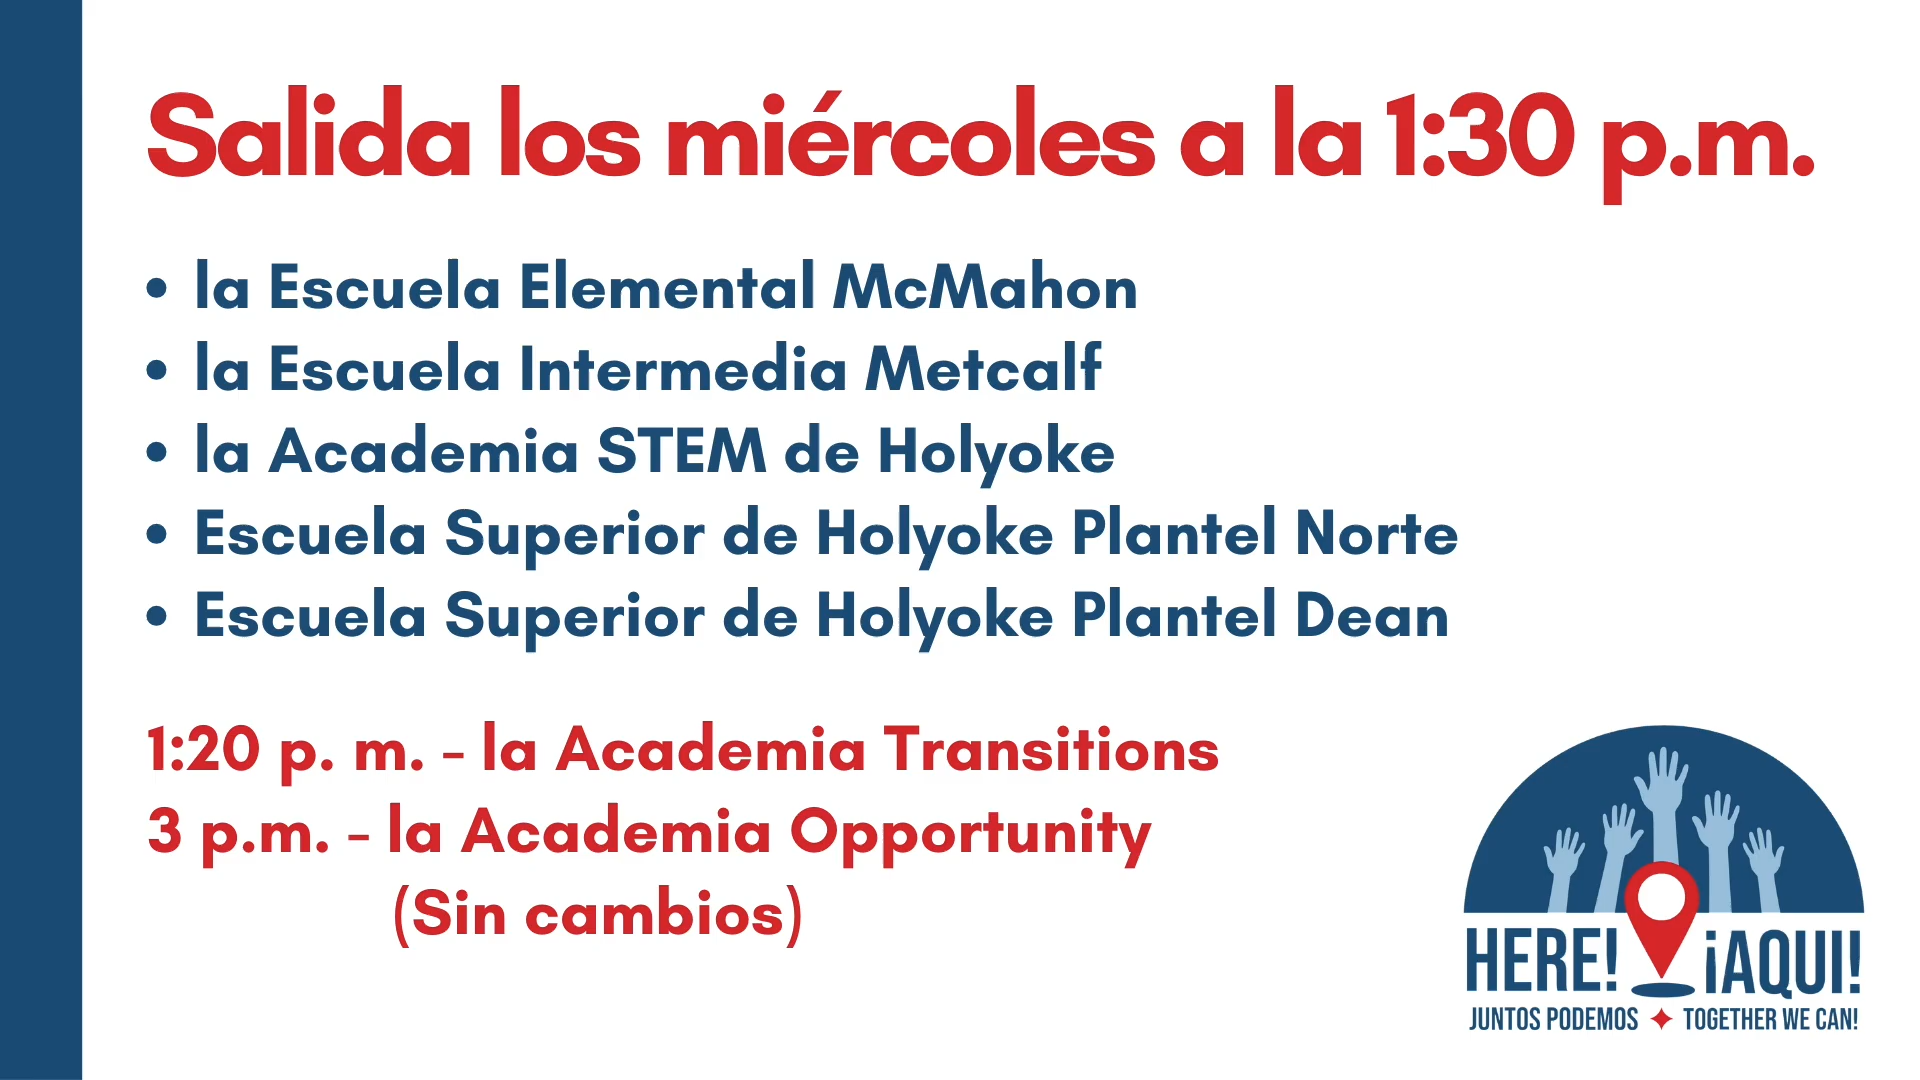 Salida los miércoles a la 1:30 p.m.
• la Escuela Elemental McMahon
• la Escuela Intermedia Metcalf
• la Academia STEM de Holyoke
• Escuela Superior de Holyoke Plantel Norte
• Escuela Superior de Holyoke Plantel Dean
1:20 p. m. - la Academia Transitions
3 p.m. - la Academia Opportunity
(Sin cambios)
HERE! ¡AQUI!
JUNTOS PODEMOS ✦ TOGETHER WE CAN!